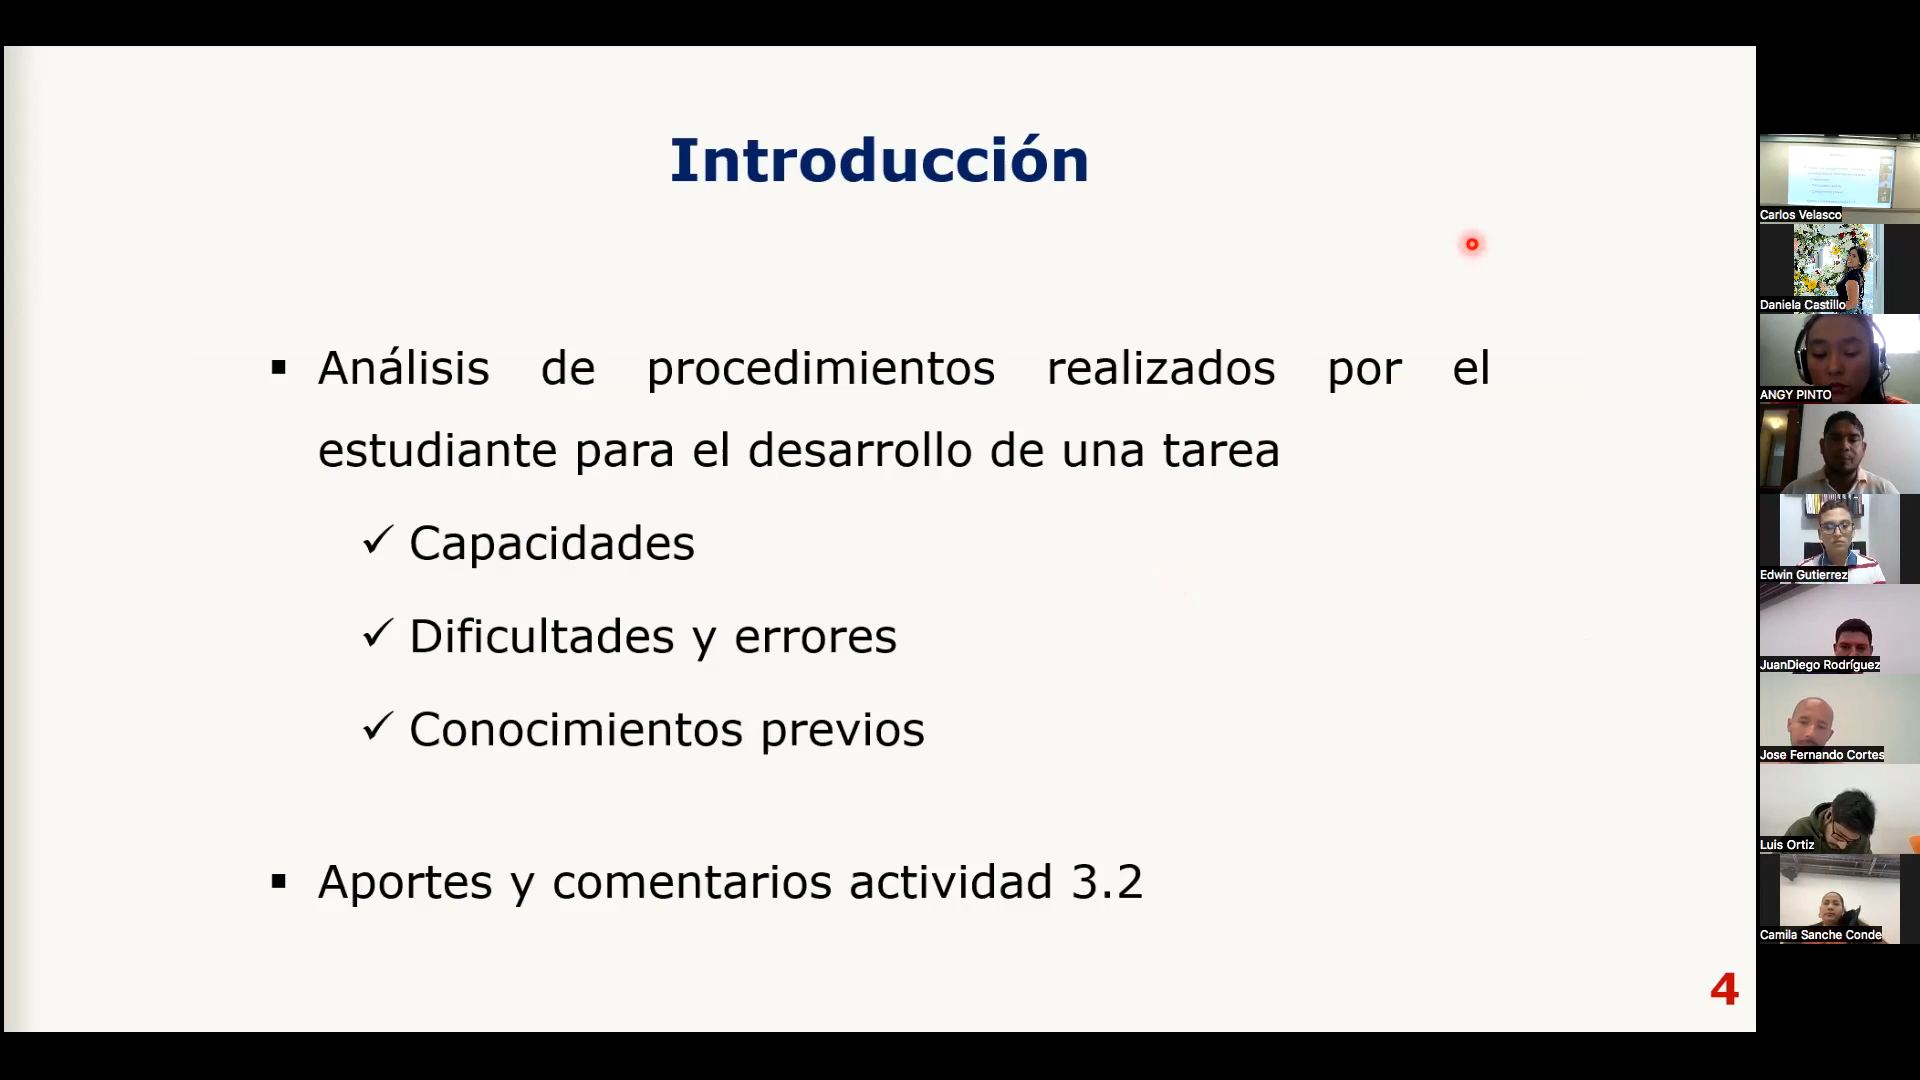 Introducción
▪ Análisis de procedimientos realizados por el
estudiante para el desarrollo de una tarea
✓ Capacidades
✓ Dificultades y errores
✓ Conocimientos previos
▪ Aportes y comentarios actividad 3.2
4
Carlos Velasco
Daniela Castillo
ANGY PINTO
Edwin Gutierrez
JuanDiego Rodríguez
Jose Fernando Cortes
Luis Ortiz
Camila Sanche Conde